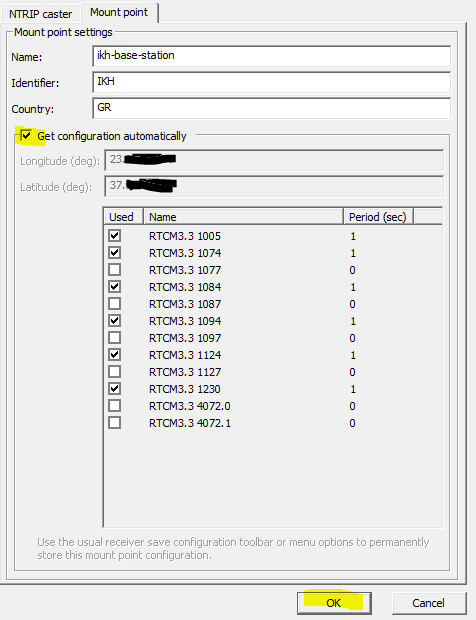 NTRIP caster Mount point
Mount point settings
Name: ikh-base-station
Identifier: IKH
Country: GR
Get configuration automatically
Longitude (deg): 23.
Latitude (deg): 37.
Used Name Period (sec)
RTCM3.3 1005 1
RTCM3.3 1074 1
RTCM3.3 1077 0
RTCM3.3 1084 1
RTCM3.3 1087 0
RTCM3.3 1094 1
RTCM3.3 1097 0
RTCM3.3 1124 1
RTCM3.3 1127 0
RTCM3.3 1230 1
RTCM3.3 4072.0 0
RTCM3.3 4072.1 0
Use the usual receiver save configuration toolbar or menu options to permanently
store this mount point configuration.
OK Cancel